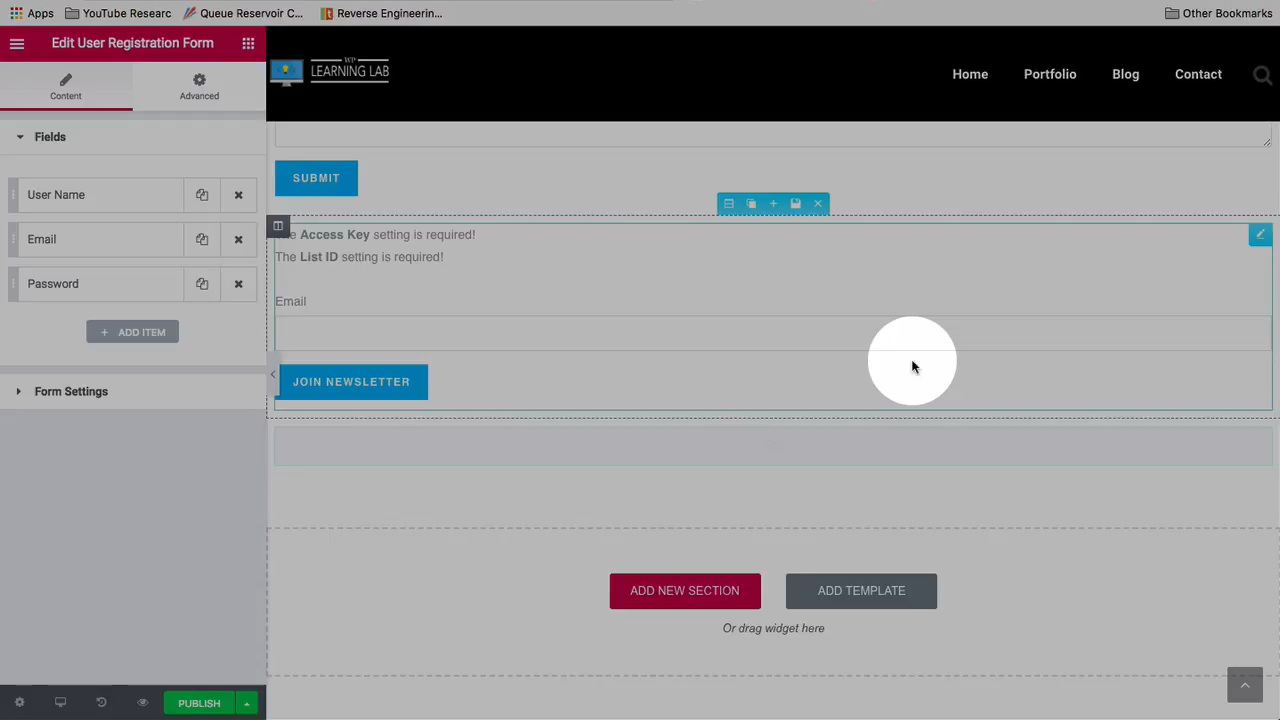 Apps
YouTube Researc
Queue Reservoir C...
Reverse Engineerin...
Other Bookmarks
Edit User Registration Form
Content
Advanced
Fields
User Name
Email
Password
+ ADD ITEM
Form Settings
PUBLISH
WP
LEARNING LAB
Home
Portfolio
Blog
Contact
SUBMIT
The Access Key setting is required!
The List ID setting is required!
Email
JOIN NEWSLETTER
ADD NEW SECTION
ADD TEMPLATE
Or drag widget here